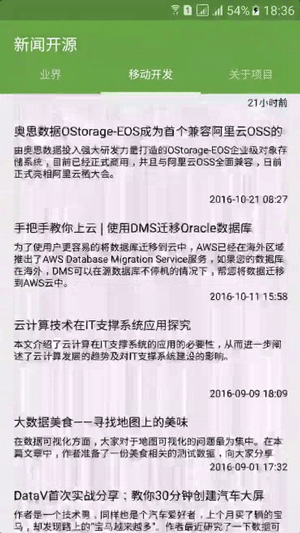 54% 18:36
新闻开源
业界 移动开发 关于项目
21小时前
奥思数据OStorage-EOS成为首个兼容阿里云OSS的
由奥思数据投入强大研发力量打造的OStorage-EOS企业级对象存
储系统，目前已经正式商用，并且与阿里云OSS全面兼容，日前
正式亮相阿里云栖大会。
2016-10-21 08:27
手把手教你上云 | 使用DMS迁移Oracle数据库
为了使用户更容易的将数据库迁移到云中，AWS已经在海外区域
推出了AWS Database Migration Service服务，如果您的数据库
在海外，DMS可以在源数据库不停机的情况下，帮您将数据迁移
到AWS云中。
2016-10-11 15:58
云计算技术在IT支撑系统应用探究
本文介绍了云计算在IT支撑系统的应用的必要性，从而进一步阐
述了云计算发展的趋势及对IT支撑系统建设的影响。
2016-09-09 18:09
大数据美食——寻找地图上的美味
在数据可视化方面，大家对于地图可视化的问题最为集中。在本
篇文章中，作者准备了一份美食相关的测试数据，向大家分享
2016-09-01 17:32
DataV首次实战分享：教你30分钟创建汽车大屏
作者是一个技术男，同样也是个汽车爱好者，上个月买了辆的宝
马，却发现路上的“宝马越来越多”。作者最近研究了一下数据可